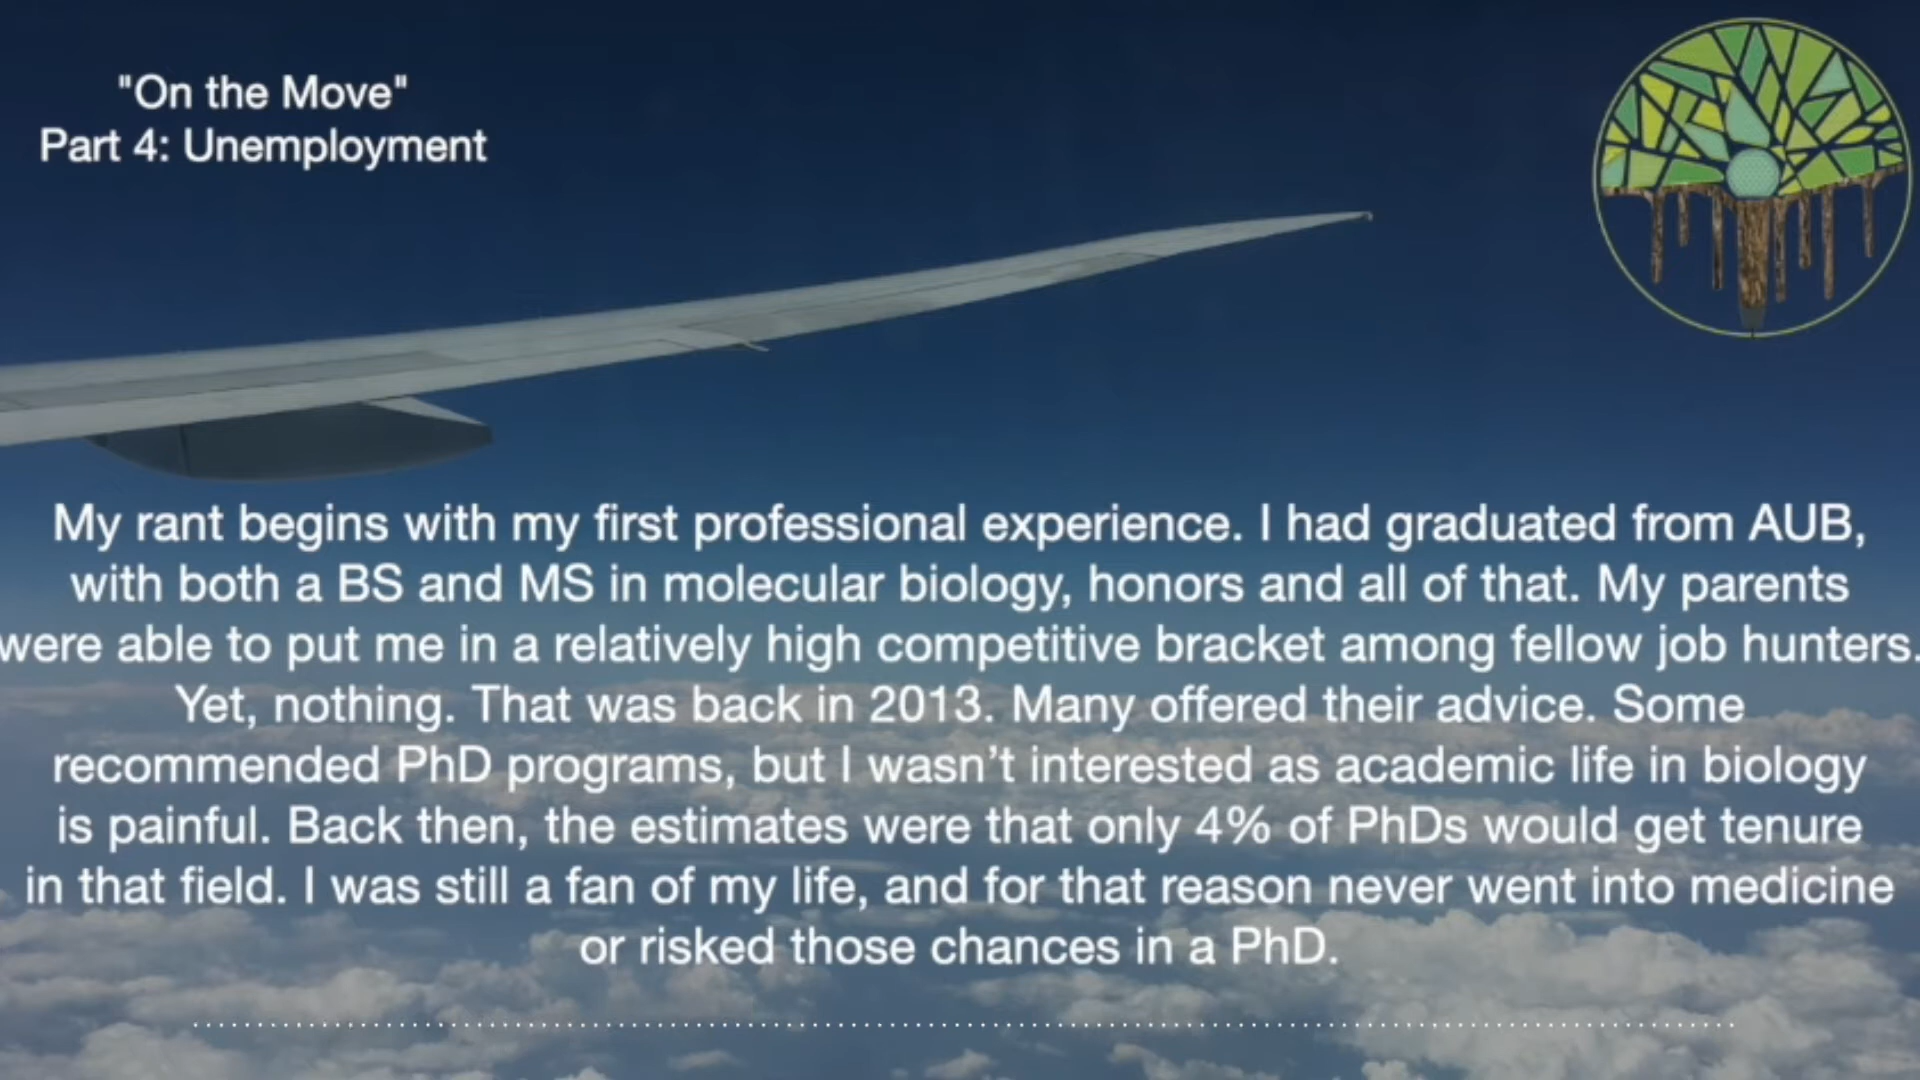 "On the Move"
Part 4: Unemployment
My rant begins with my first professional experience. I had graduated from AUB,
with both a BS and MS in molecular biology, honors and all of that. My parents
were able to put me in a relatively high competitive bracket among fellow job hunters.
Yet, nothing. That was back in 2013. Many offered their advice. Some
recommended PhD programs, but I wasn’t interested as academic life in biology
is painful. Back then, the estimates were that only 4% of PhDs would get tenure
in that field. I was still a fan of my life, and for that reason never went into medicine
or risked those chances in a PhD.